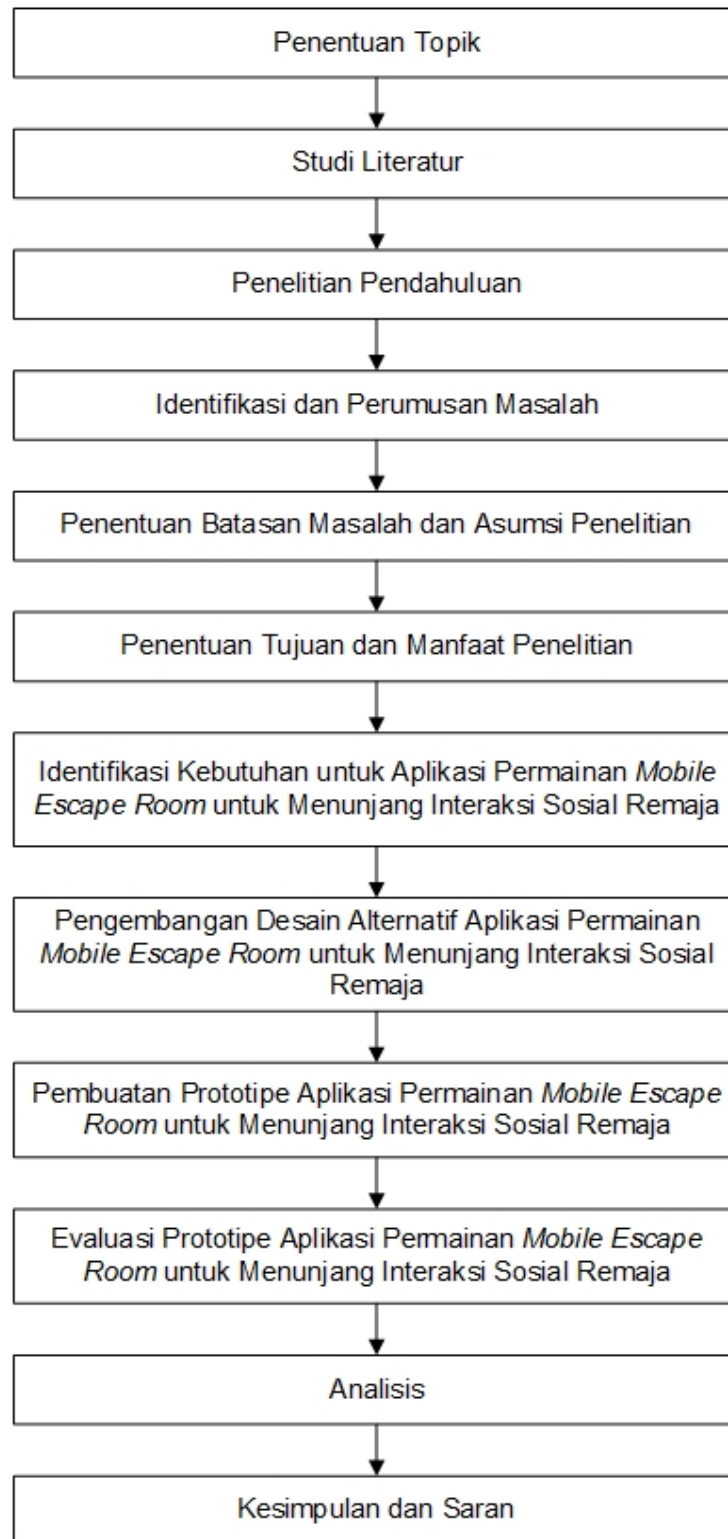 Penentuan Topik
Studi Literatur
Penelitian Pendahuluan
Identifikasi dan Perumusan Masalah
Penentuan Batasan Masalah dan Asumsi Penelitian
Penentuan Tujuan dan Manfaat Penelitian
Identifikasi Kebutuhan untuk Aplikasi Permainan Mobile
Escape Room untuk Menunjang Interaksi Sosial Remaja
Pengembangan Desain Alternatif Aplikasi Permainan
Mobile Escape Room untuk Menunjang Interaksi Sosial
Remaja
Pembuatan Prototipe Aplikasi Permainan Mobile Escape
Room untuk Menunjang Interaksi Sosial Remaja
Evaluasi Prototipe Aplikasi Permainan Mobile Escape
Room untuk Menunjang Interaksi Sosial Remaja
Analisis
Kesimpulan dan Saran